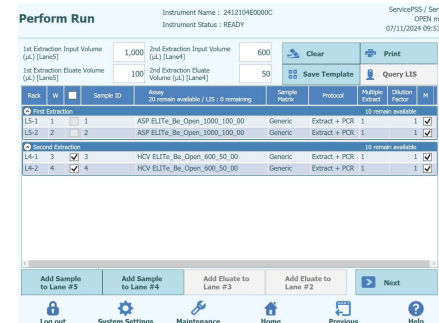 Perform Run
Instrument Name : 2412104E0000C
Instrument Status : READY
ServicePSS / Ser
OPEN m
07/11/2024 09:53
1st Extraction Input Volume (µL) [Lane5] 1,000 2nd Extraction Input Volume (µL) [Lane4] 600 Clear Print
1st Extraction Eluate Volume (µL) [Lane5] 100 2nd Extraction Eluate Volume (µL) [Lane4] 50 Save Template Query LIS
Rack W Sample ID Assay 20 remain available / LIS : 0 remaining Sample Matrix Protocol Multiple Extract Dilution Factor M
First Extraction 10 remain available
L5-1 1 1 ASP ELITe_Be_Open_1000_100_00 Generic Extract + PCR 1 1
L5-2 2 2 ASP ELITe_Be_Open_1000_100_00 Generic Extract + PCR 1 1
Second Extraction 10 remain available
L4-1 3 3 HCV ELITe_Be_Open_600_50_00 Generic Extract + PCR 1 1
L4-2 4 4 HCV ELITe_Be_Open_600_50_00 Generic Extract + PCR 1 1
Add Sample to Lane #5 Add Sample to Lane #4 Add Eluate to Lane #3 Add Eluate to Lane #2 Next
Log out System Settings Maintenance Home Previous Help